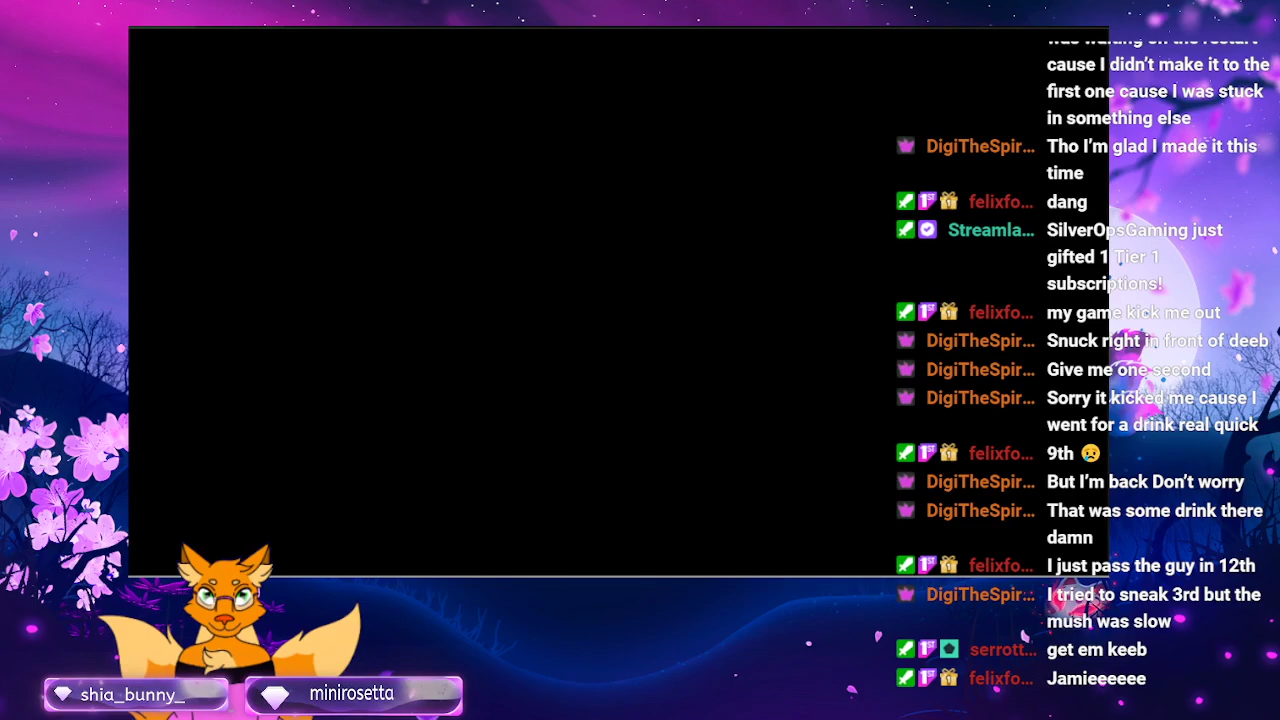 was waiting on the restart
cause I didn't make it to the
first one cause I was stuck
in something else
DigiTheSpir... Tho I'm glad I made it this
time
felixfo... dang
Streamla... SilverOpsGaming just
gifted 1 Tier 1
subscriptions!
felixfo... my game kick me out
DigiTheSpir... Snuck right in front of deeb
DigiTheSpir... Give me one second
DigiTheSpir... Sorry it kicked me cause I
went for a drink real quick
felixfo... 9th 😢
DigiTheSpir... But I'm back Don't worry
DigiTheSpir... That was some drink there
damn
felixfo... I just pass the guy in 12th
DigiTheSpir... I tried to sneak 3rd but the
mush was slow
serrott... get em keeb
felixfo... Jamieeeeee
shia_bunny_
minirosetta